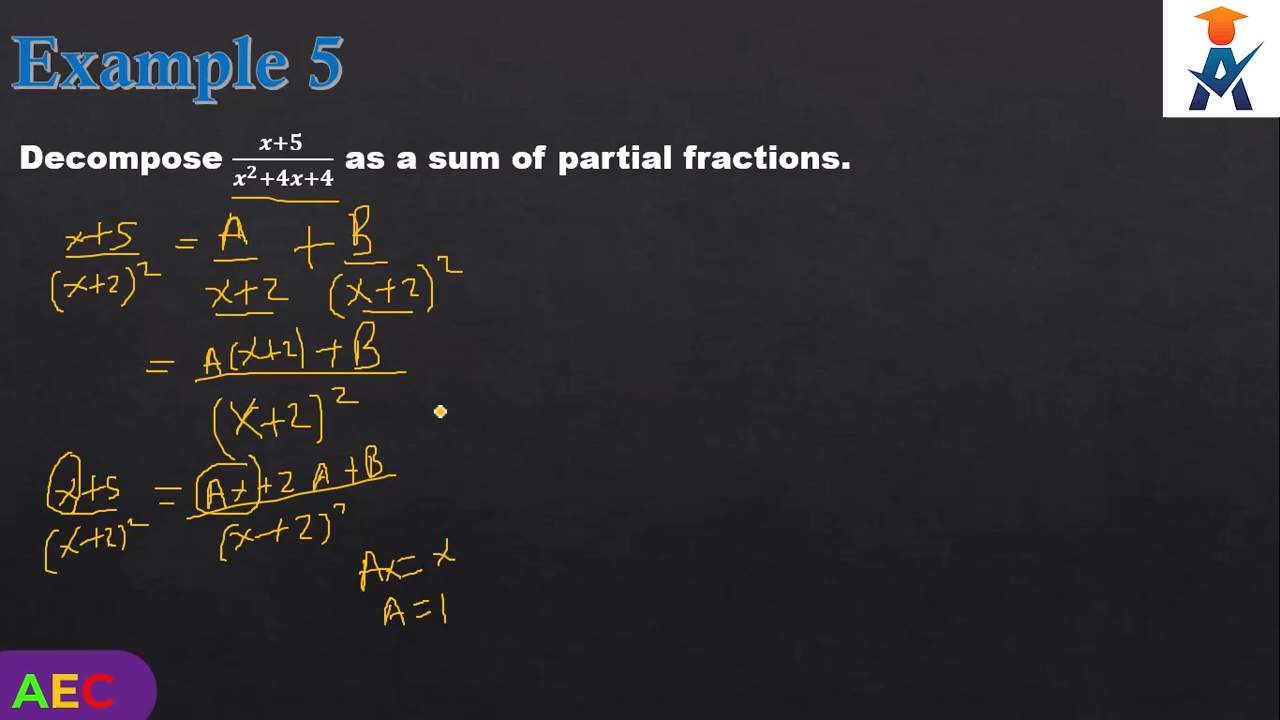 Example 5
Decompose x+5/x²+4x+4 as a sum of partial fractions.
x+5/(x+2)² = A/x+2 + B/(x+2)²
= A(x+2)+B/(x+2)²
x+5/(x+2)² = Ax+2A+B/(x+2)²
Ax=x
A=1
AEC